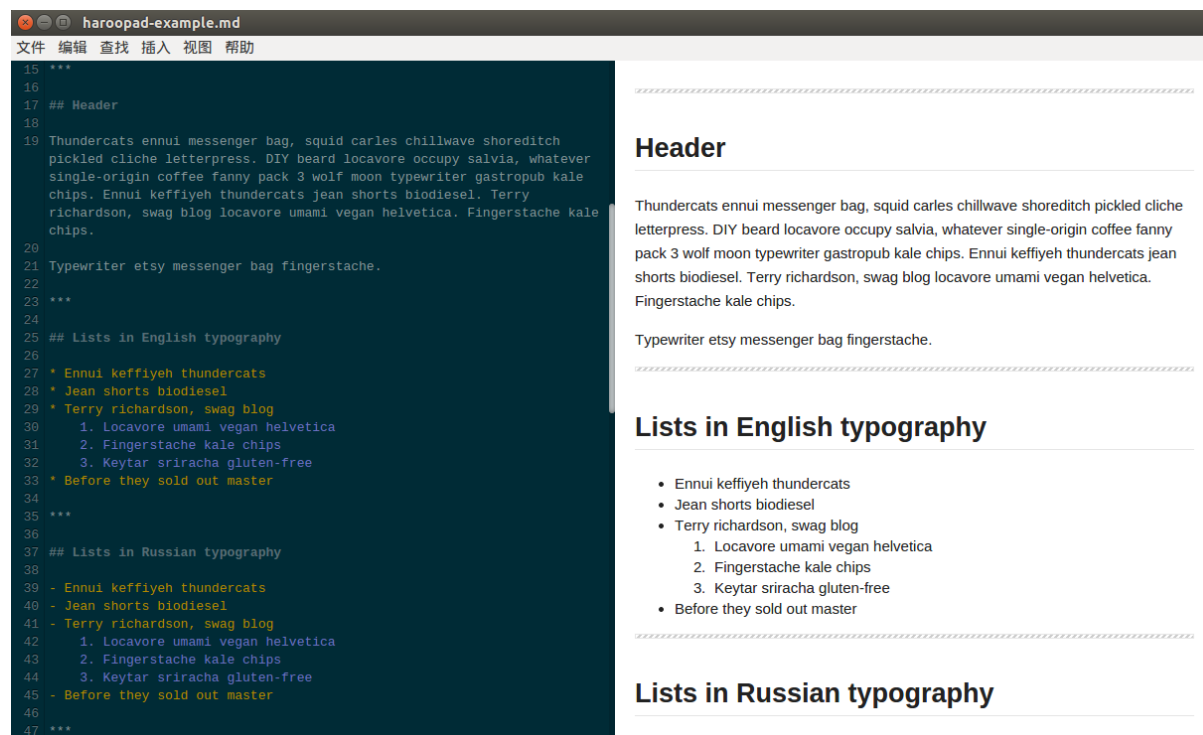 haroopad-example.md
文件 编辑 查找 插入 视图 帮助
15 ***
16
17 ## Header
18
19 Thundercats ennui messenger bag, squid carles chillwave shoreditch
pickled cliche letterpress. DIY beard locavore occupy salvia, whatever
single-origin coffee fanny pack 3 wolf moon typewriter gastropub kale
chips. Ennui keffiyeh thundercats jean shorts biodiesel. Terry
richardson, swag blog locavore umami vegan helvetica. Fingerstache kale
chips.
20
21 Typewriter etsy messenger bag fingerstache.
22
23 ***
24
25 ## Lists in English typography
26
27 * Ennui keffiyeh thundercats
28 * Jean shorts biodiesel
29 * Terry richardson, swag blog
30     1. Locavore umami vegan helvetica
31     2. Fingerstache kale chips
32     3. Keytar sriracha gluten-free
33 * Before they sold out master
34
35 ***
36
37 ## Lists in Russian typography
38
39 - Ennui keffiyeh thundercats
40 - Jean shorts biodiesel
41 - Terry richardson, swag blog
42     1. Locavore umami vegan helvetica
43     2. Fingerstache kale chips
44     3. Keytar sriracha gluten-free
45 - Before they sold out master
46
47 ***
Header
Thundercats ennui messenger bag, squid carles chillwave shoreditch pickled cliche
letterpress. DIY beard locavore occupy salvia, whatever single-origin coffee fanny
pack 3 wolf moon typewriter gastropub kale chips. Ennui keffiyeh thundercats jean
shorts biodiesel. Terry richardson, swag blog locavore umami vegan helvetica.
Fingerstache kale chips.
Typewriter etsy messenger bag fingerstache.
Lists in English typography
• Ennui keffiyeh thundercats
• Jean shorts biodiesel
• Terry richardson, swag blog
1. Locavore umami vegan helvetica
2. Fingerstache kale chips
3. Keytar sriracha gluten-free
• Before they sold out master
Lists in Russian typography